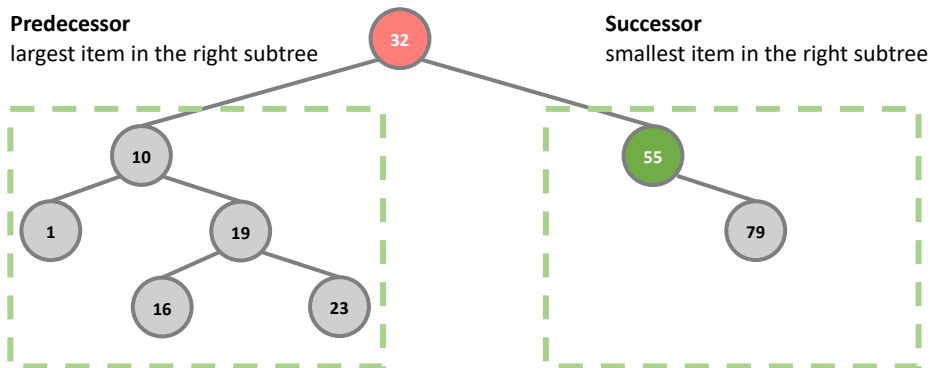 Predecessor
largest item in the right subtree
Successor
smallest item in the right subtree
32
10
55
1
19
79
16
23